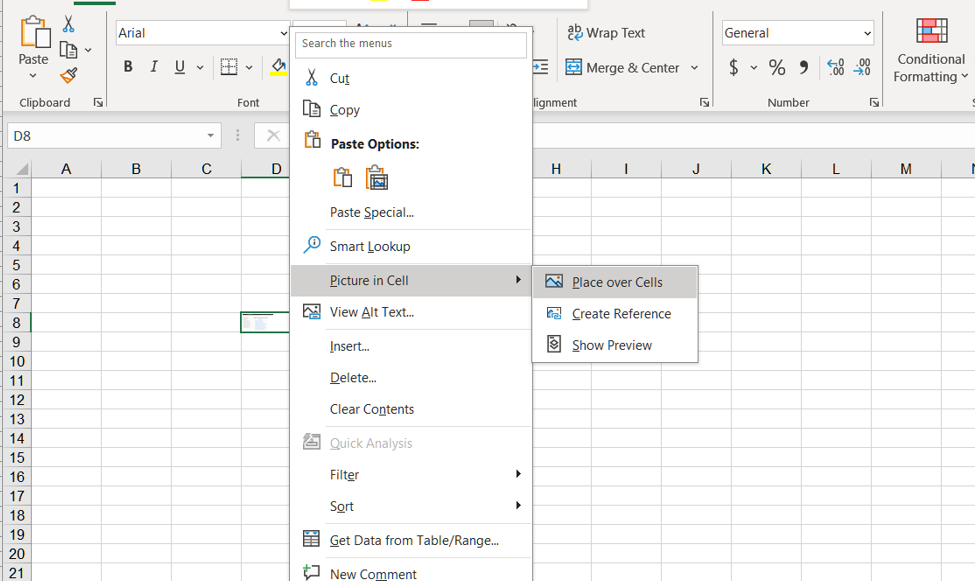 Paste
Clipboard
Arial
B I U
Font
Wrap Text
Merge & Center
lignment
General
$ % 9
.00
.00
Number
Conditional
Formatting
D8
A B C D H I J K L M
1
2
3
4
5
6
7
8
9
10
11
12
13
14
15
16
17
18
19
20
21
Search the menus
Cut
Copy
Paste Options:
Paste Special...
Smart Lookup
Picture in Cell
View Alt Text...
Insert...
Delete...
Clear Contents
Quick Analysis
Filter
Sort
Get Data from Table/Range...
New Comment
Place over Cells
Create Reference
Show Preview